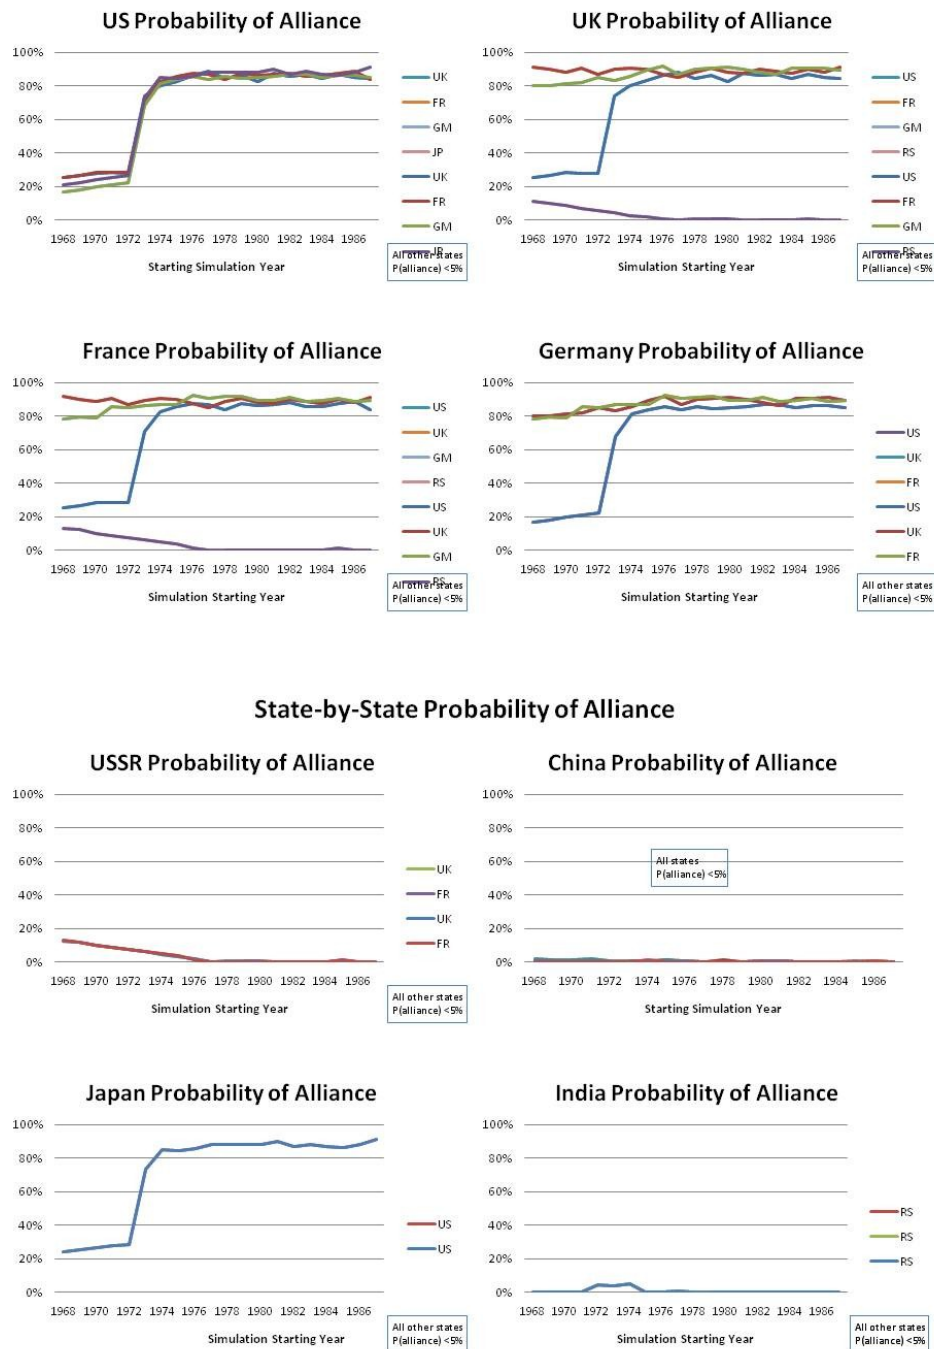 US Probability of Alliance
100%
80%
60%
40%
20%
0%
1968 1970 1972 1974 1976 1978 1980 1982 1984 1986
Starting Simulation Year
UK
FR
GM
JP
UK
FR
GM
JP
All other states
P(alliance) <5%
UK Probability of Alliance
100%
80%
60%
40%
20%
0%
1968 1970 1972 1974 1976 1978 1980 1982 1984 1986
Simulation Starting Year
US
FR
GM
RS
US
FR
GM
RS
All other states
P(alliance) <5%
France Probability of Alliance
100%
80%
60%
40%
20%
0%
1968 1970 1972 1974 1976 1978 1980 1982 1984 1986
Simulation Starting Year
US
UK
GM
RS
US
UK
GM
RS
All other states
P(alliance) <5%
Germany Probability of Alliance
100%
80%
60%
40%
20%
0%
1968 1970 1972 1974 1976 1978 1980 1982 1984 1986
Simulation Starting Year
US
UK
FR
US
UK
FR
All other states
P(alliance) <5%
State-by-State Probability of Alliance
USSR Probability of Alliance
100%
80%
60%
40%
20%
0%
1968 1970 1972 1974 1976 1978 1980 1982 1984 1986
Simulation Starting Year
UK
FR
UK
FR
All other states
P(alliance) <5%
China Probability of Alliance
100%
80%
60%
40%
20%
0%
All states
P(alliance) <5%
1968 1970 1972 1974 1976 1978 1980 1982 1984 1986
Starting Simulation Year
Japan Probability of Alliance
100%
80%
60%
40%
20%
0%
1968 1970 1972 1974 1976 1978 1980 1982 1984 1986
Simulation Starting Year
US
US
All other states
P(alliance) <5%
India Probability of Alliance
100%
80%
60%
40%
20%
0%
1968 1970 1972 1974 1976 1978 1980 1982 1984 1986
Simulation Starting Year
RS
RS
RS
All other states
P(alliance) <5%